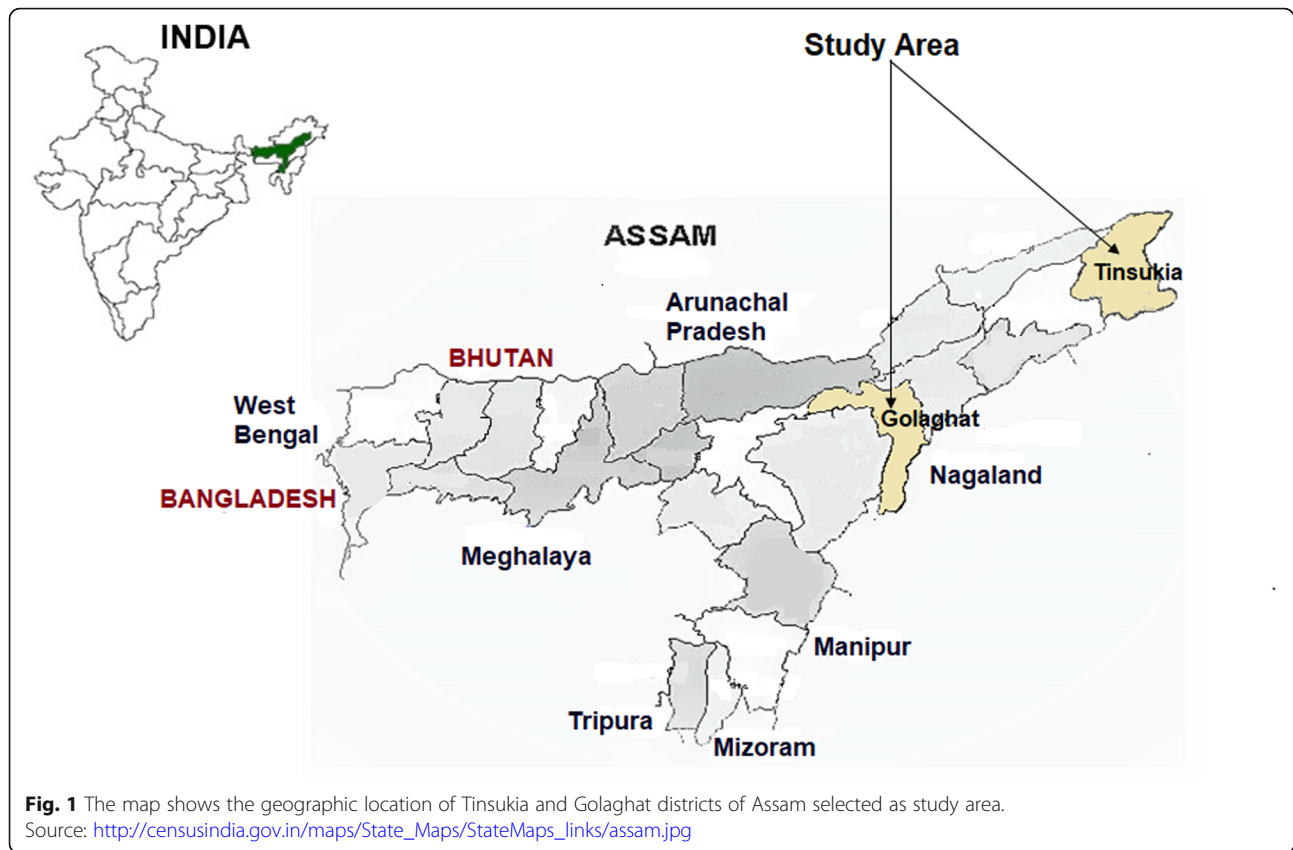 INDIA
Study Area
ASSAM
Tinsukia
Arunachal
Pradesh
BHUTAN
West
Bengal
Golaghat
Nagaland
BANGLADESH
Meghalaya
Manipur
Tripura
Mizoram
Fig. 1 The map shows the geographic location of Tinsukia and Golaghat districts of Assam selected as study area.
Source: http://censusindia.gov.in/maps/State_Maps/StateMaps_links/assam.jpg